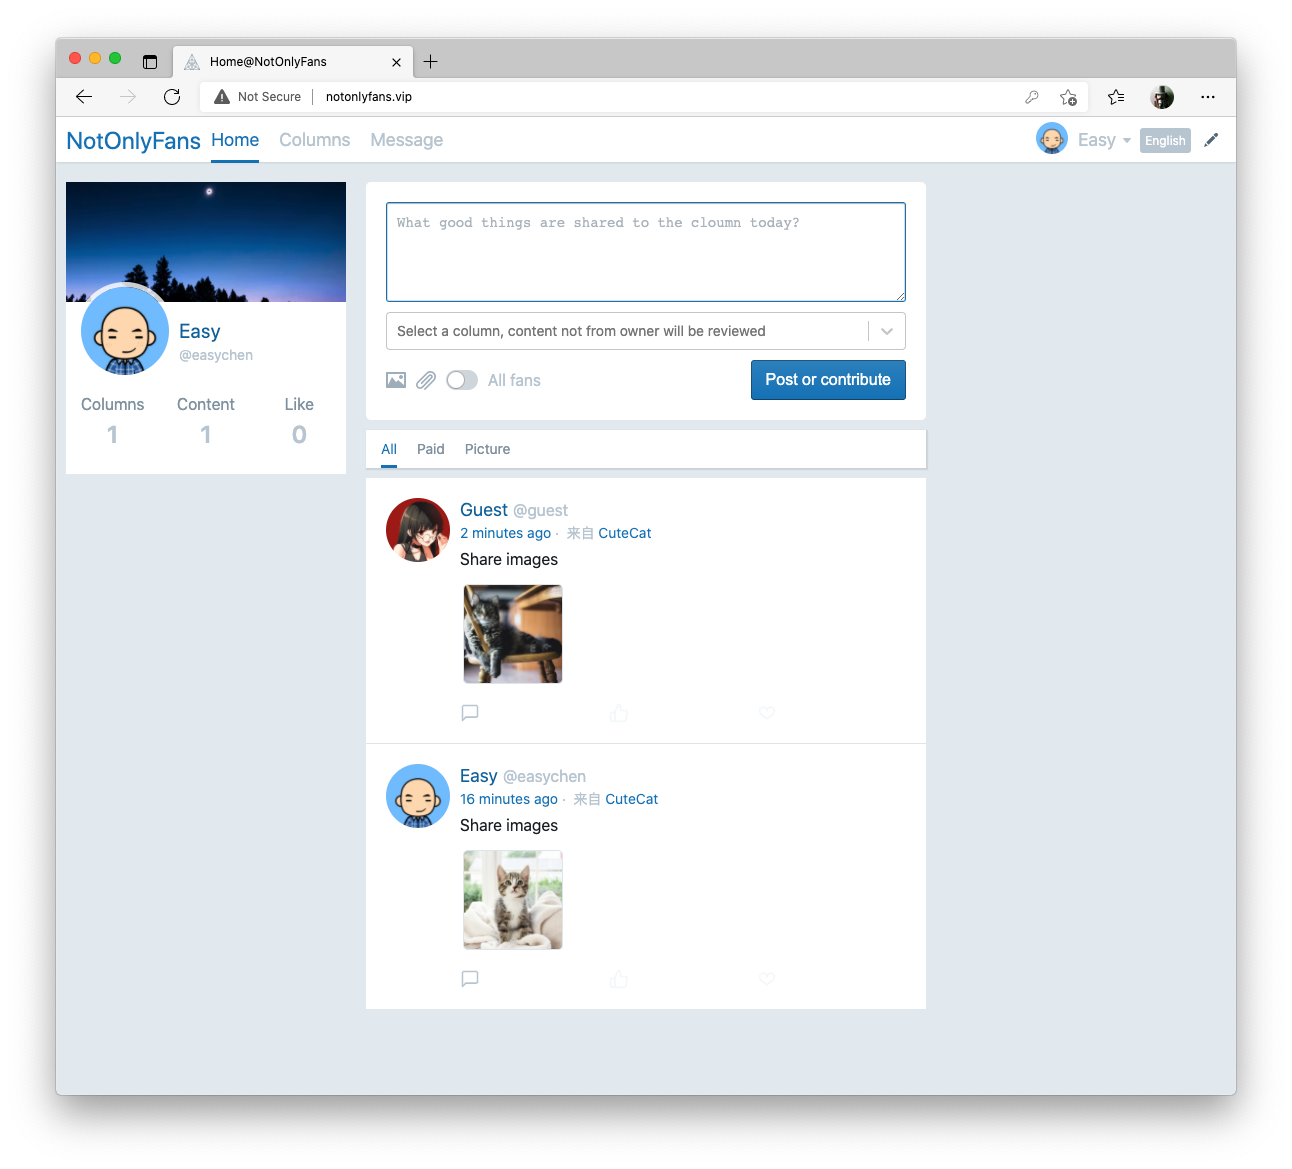 Home@NotOnlyFans
Not Secure
notonlyfans.vip
NotOnlyFans Home Columns Message
Easy English
Easy
@easychen
Columns Content Like
1 1 0
What good things are shared to the cloumn today?
Select a column, content not from owner will be reviewed
All fans
Post or contribute
All Paid Picture
Guest @guest
2 minutes ago · 来自 CuteCat
Share images
Easy @easychen
16 minutes ago · 来自 CuteCat
Share images